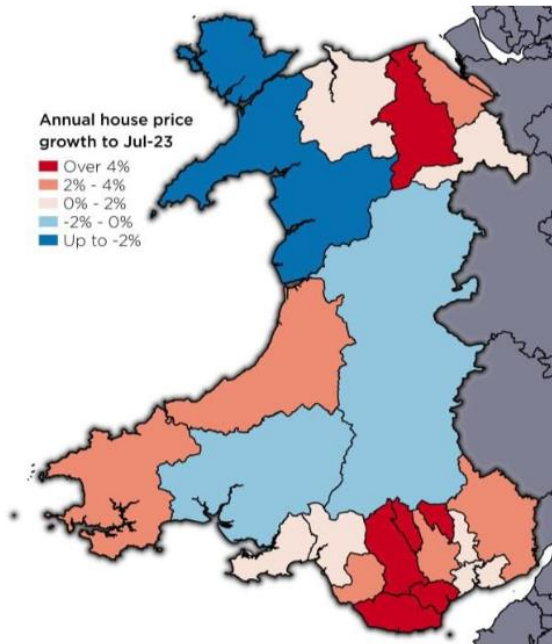 Annual house price
growth to Jul-23
Over 4%
2% - 4%
0% - 2%
-2% - 0%
Up to -2%